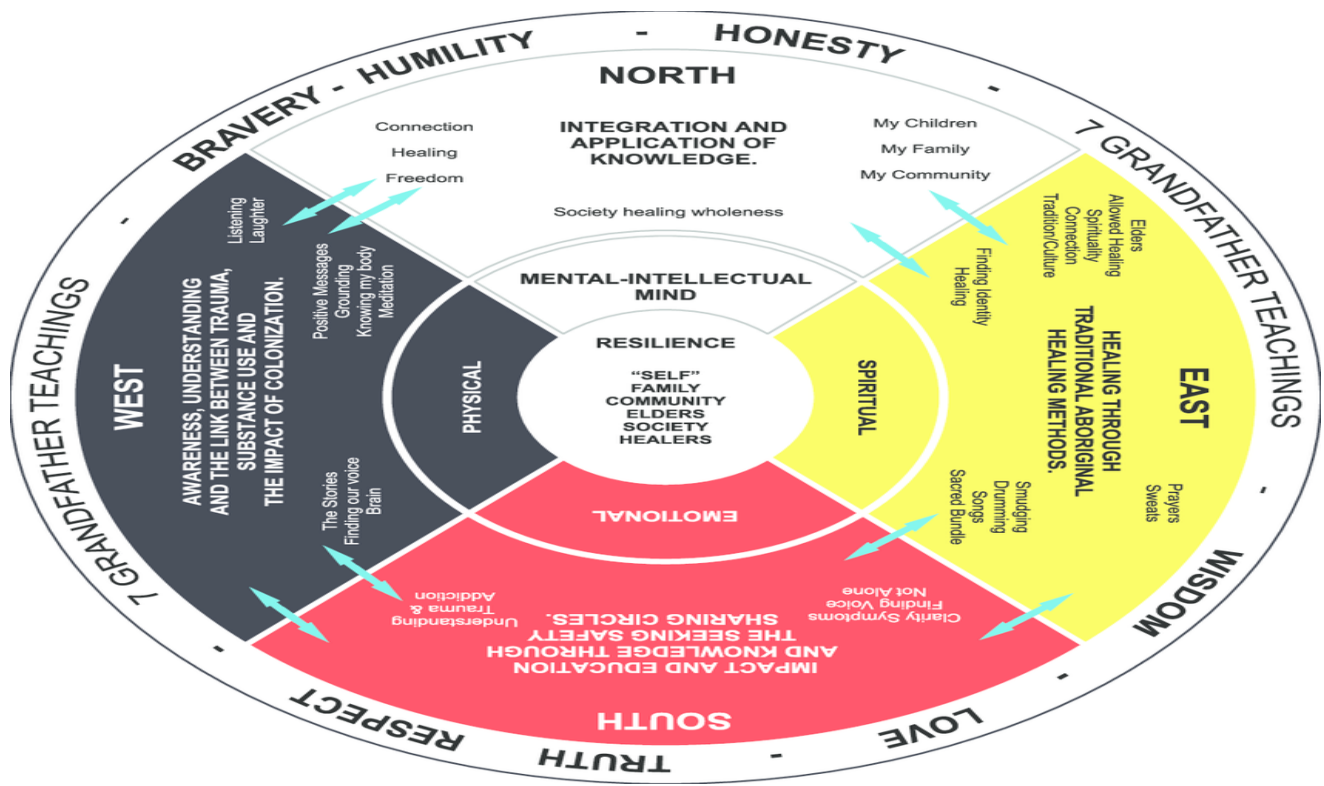 BRAVERY - HUMILITY - HONESTY -
7 GRANDFATHER TEACHINGS
- WISDOM - LOVE - TRUTH - RESPECT -
7 GRANDFATHER TEACHINGS -
NORTH
INTEGRATION AND
APPLICATION OF
KNOWLEDGE.
Connection
Healing
Freedom
My Children
My Family
My Community
Society healing wholeness
MENTAL-INTELLECTUAL
MIND
EAST
HEALING THROUGH
TRADITIONAL ABORIGINAL
HEALING METHODS.
Elders
Allowed Healing
Spirituality
Connection
Tradition/Culture
Finding Identity
Healing
Prayers
Sweats
Smudging
Drumming
Songs
Sacred Bundle
SPIRITUAL
SOUTH
IMPACT AND EDUCATION
AND KNOWLEDGE THROUGH
THE SEEKING SAFETY
SHARING CIRCLES.
Clarity Symptoms
Finding Voice
Not Alone
Understanding
Trauma &
Addiction
EMOTIONAL
WEST
AWARENESS, UNDERSTANDING
AND THE LINK BETWEEN TRAUMA,
SUBSTANCE USE AND
THE IMPACT OF COLONIZATION.
Listening
Laughter
Positive Messages
Grounding
Knowing my body
Meditation
The Stories
Finding our voice
Brain
PHYSICAL
RESILIENCE
“SELF”
FAMILY
COMMUNITY
ELDERS
SOCIETY
HEALERS